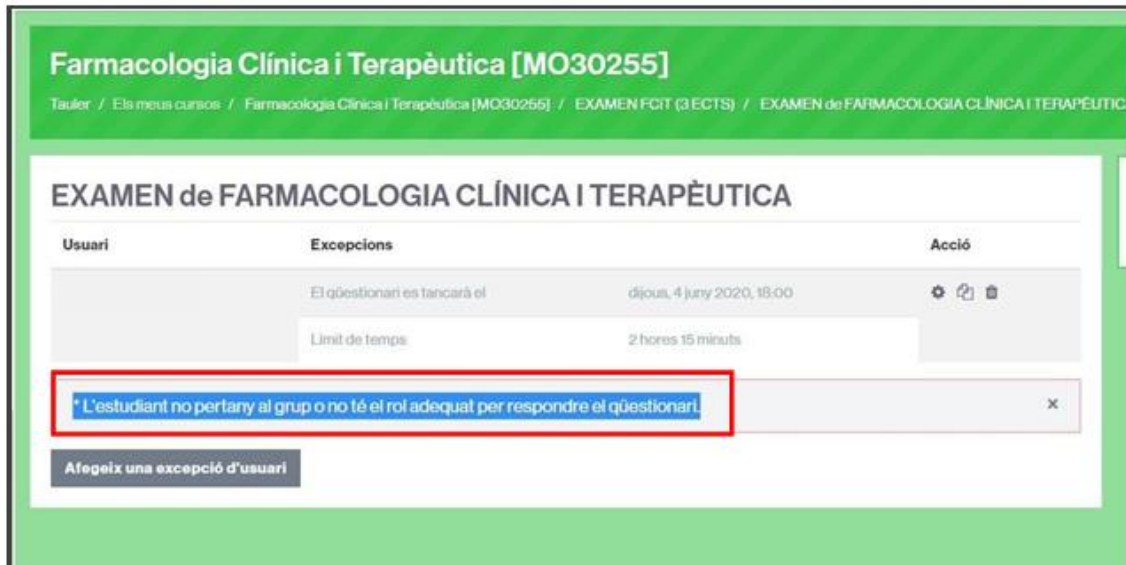 Farmacologia Clínica i Terapèutica [MO30255]
Tauler / Els meus cursos / Farmacologia Clínica i Terapèutica [MO30255] / EXAMEN FCiT (3 ECTS) / EXAMEN de FARMACOLOGIA CLÍNICA I TERAPÈUTIC
EXAMEN de FARMACOLOGIA CLÍNICA I TERAPÈUTICA
Usuari Excepcions Acció
El qüestionari es tancarà el dijous, 4 juny 2020, 18:00
Límit de temps 2 hores 15 minuts
* L'estudiant no pertany al grup o no té el rol adequat per respondre el qüestionari.
Afegeix una excepció d'usuari